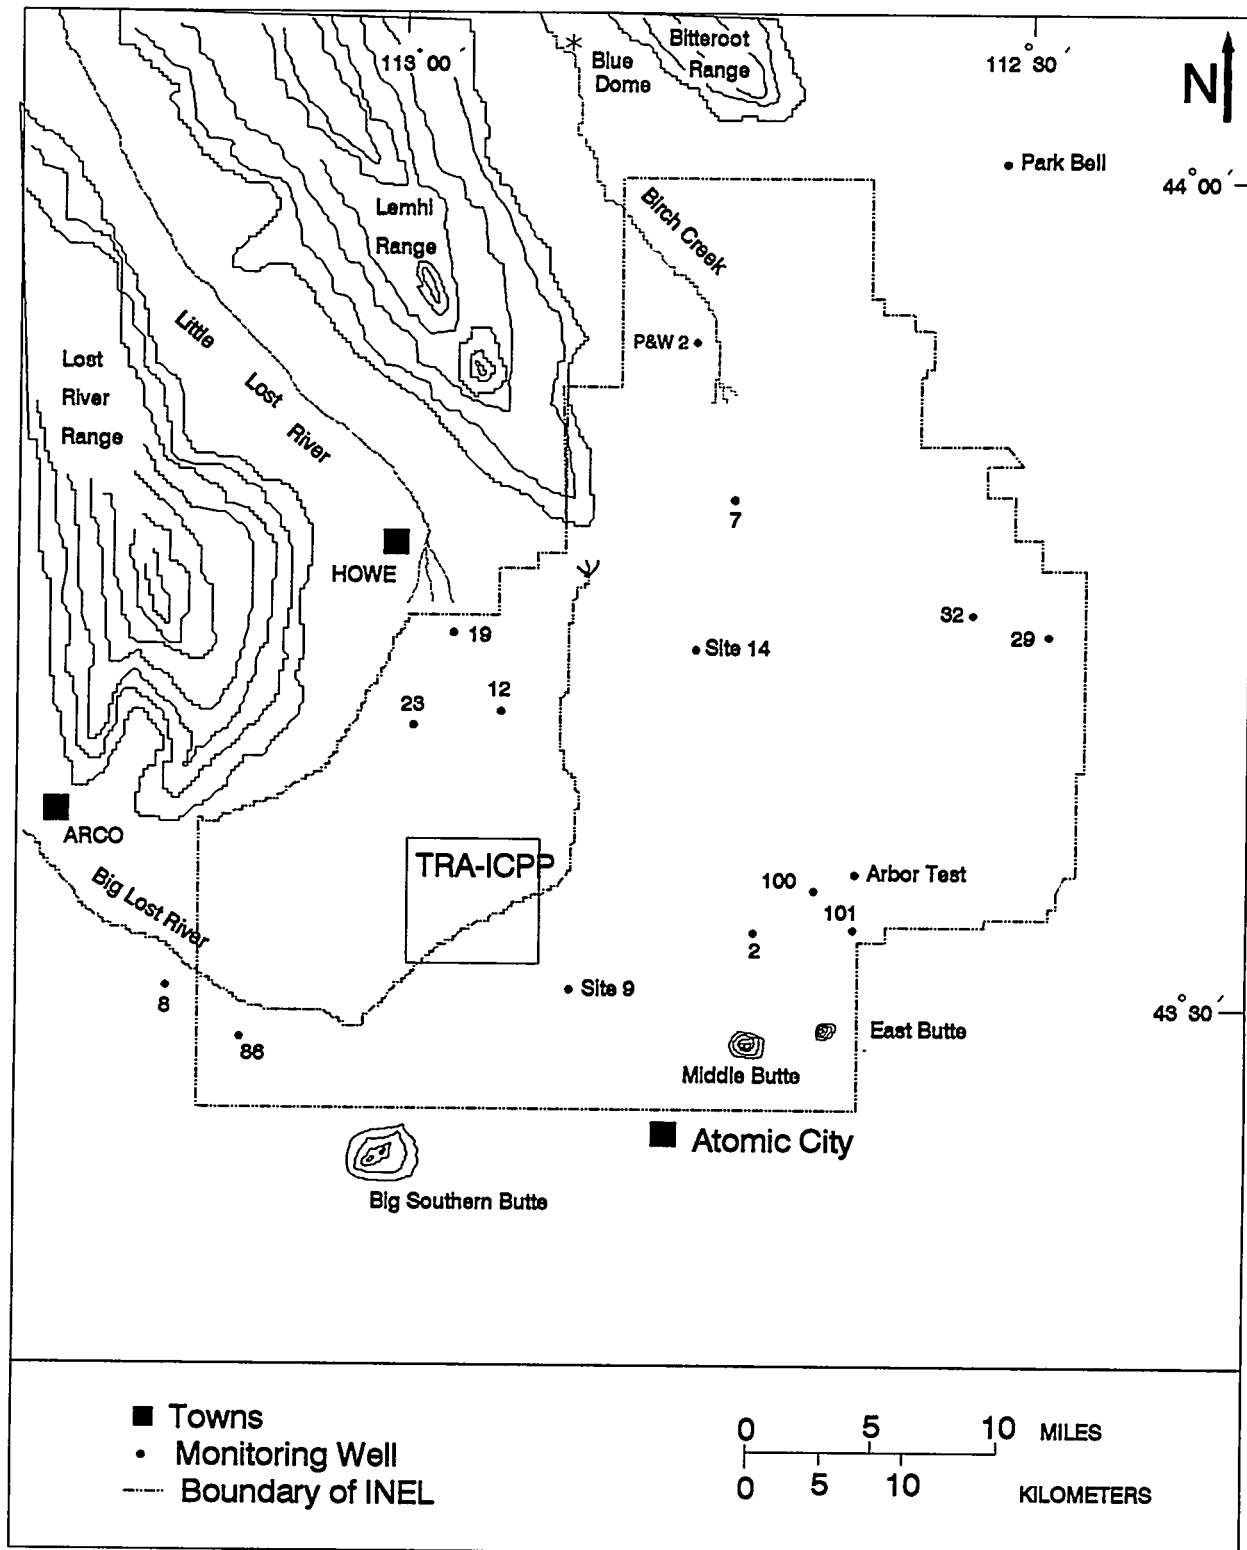 113° 00′
Blue
Dome
Bitteroot
Range
112° 30′
N
Park Bell
44° 00′
Lemhi
Range
Birch Creek
Little
Lost
River
P&W 2
Lost
River
Range
7
HOWE
19
Site 14
32
29
23
12
ARCO
TRA-ICPP
Big Lost River
100
Arbor Test
101
2
8
Site 9
86
43° 30′
East Butte
Middle Butte
Atomic City
Big Southern Butte
Towns
Monitoring Well
Boundary of INEL
0 5 10 MILES
0 5 10 KILOMETERS